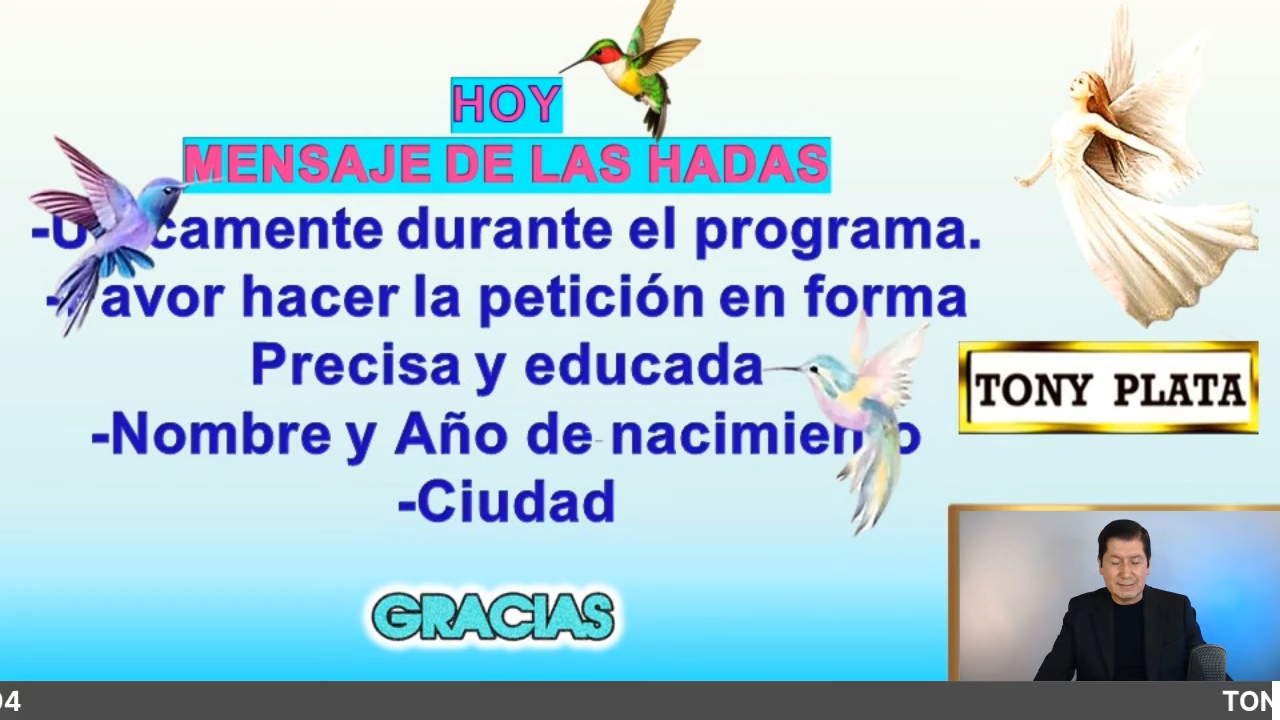 HOY
MENSAJE DE LAS HADAS
camente durante el programa.
avor hacer la petición en forma
Precisa y educada
-Nombre y Año de nacimien o
-Ciudad
GRACIAS
TONY PLATA
04
TON